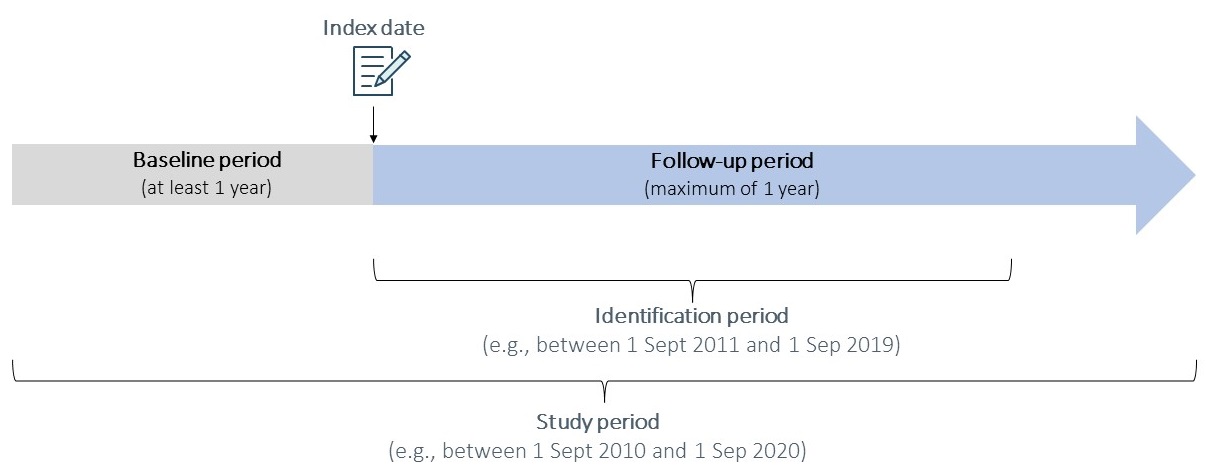 Index date
Baseline period
(at least 1 year)
Follow-up period
(maximum of 1 year)
Identification period
(e.g., between 1 Sept 2011 and 1 Sep 2019)
Study period
(e.g., between 1 Sept 2010 and 1 Sep 2020)